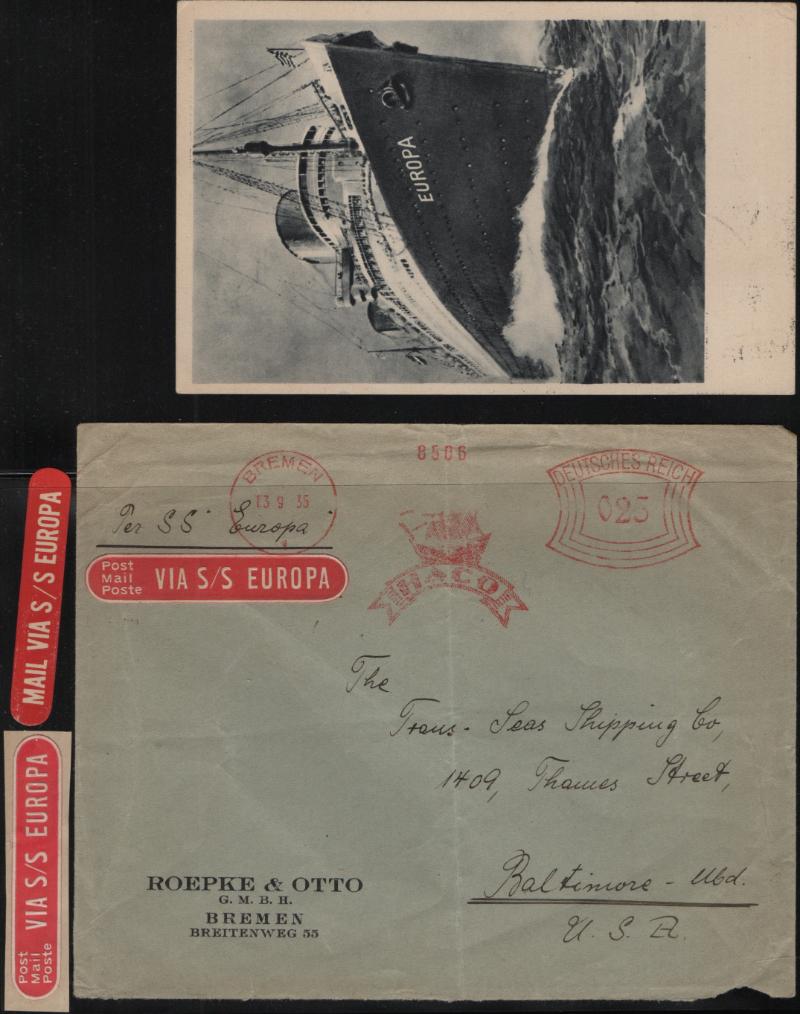 EUROPA
8506
BREMEN
13 9 35
DEUTSCHES REICH
023
Per SS "Europa"
Post
Mail
Poste
VIA S/S EUROPA
The
Trans-Seas Shipping Co,
1409, Thames Street,
Baltimore - Md.
U. S. A.
ROEPKE & OTTO
G. M. B. H.
BREMEN
BREITENWEG 55
MAIL VIA S/S EUROPA
Post
Mail
Poste
VIA S/S EUROPA